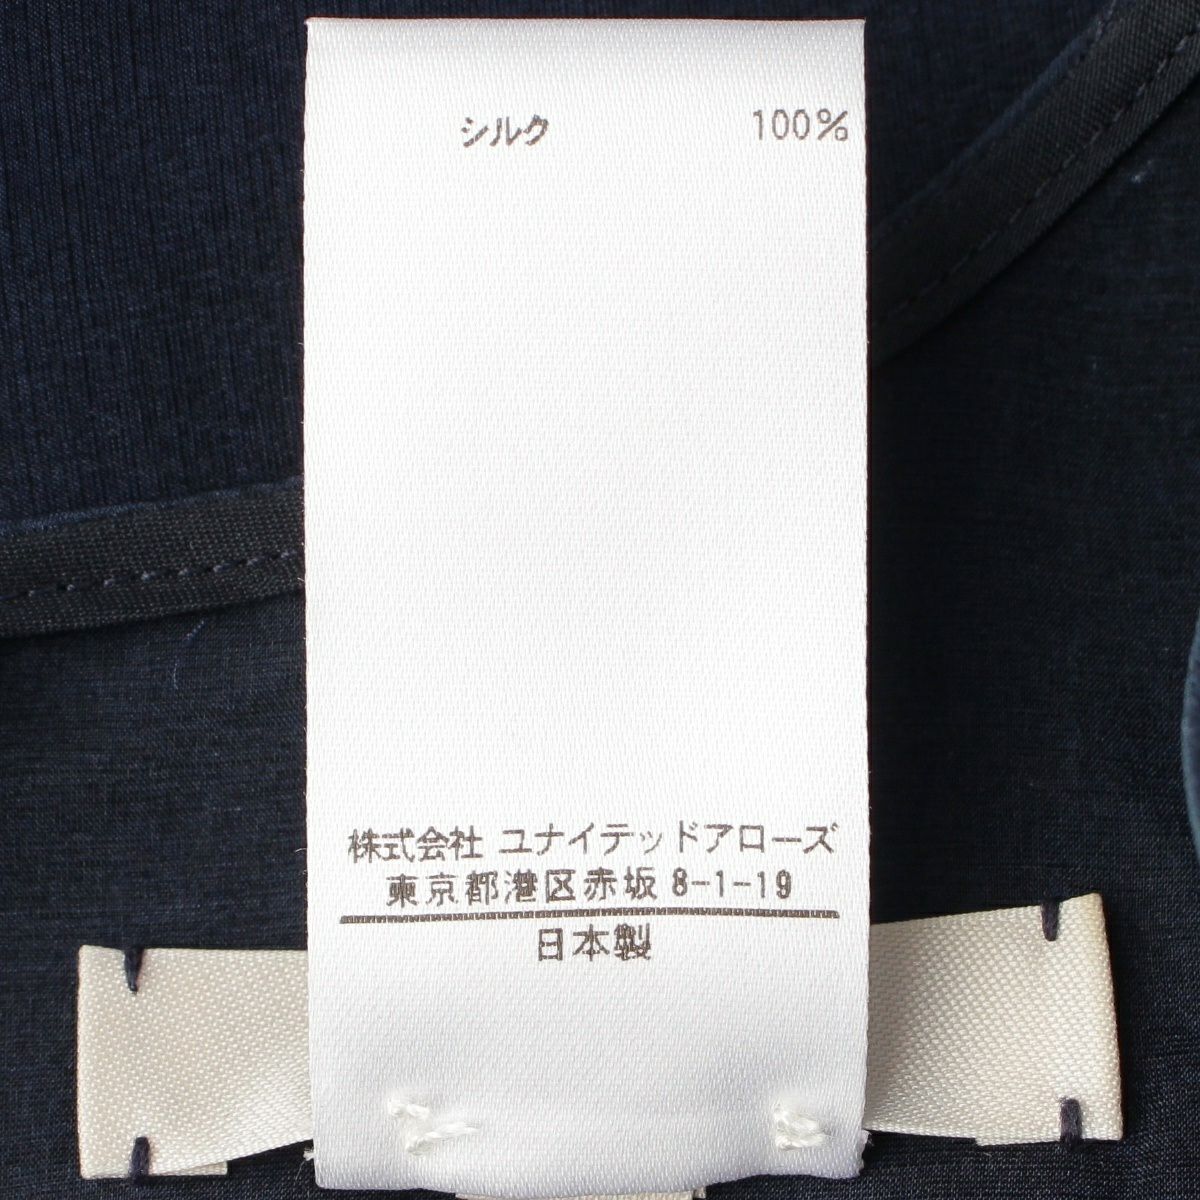 シルク 100%
株式会社 ユナイテッドアローズ
東京都港区赤坂 8-1-19
日本製